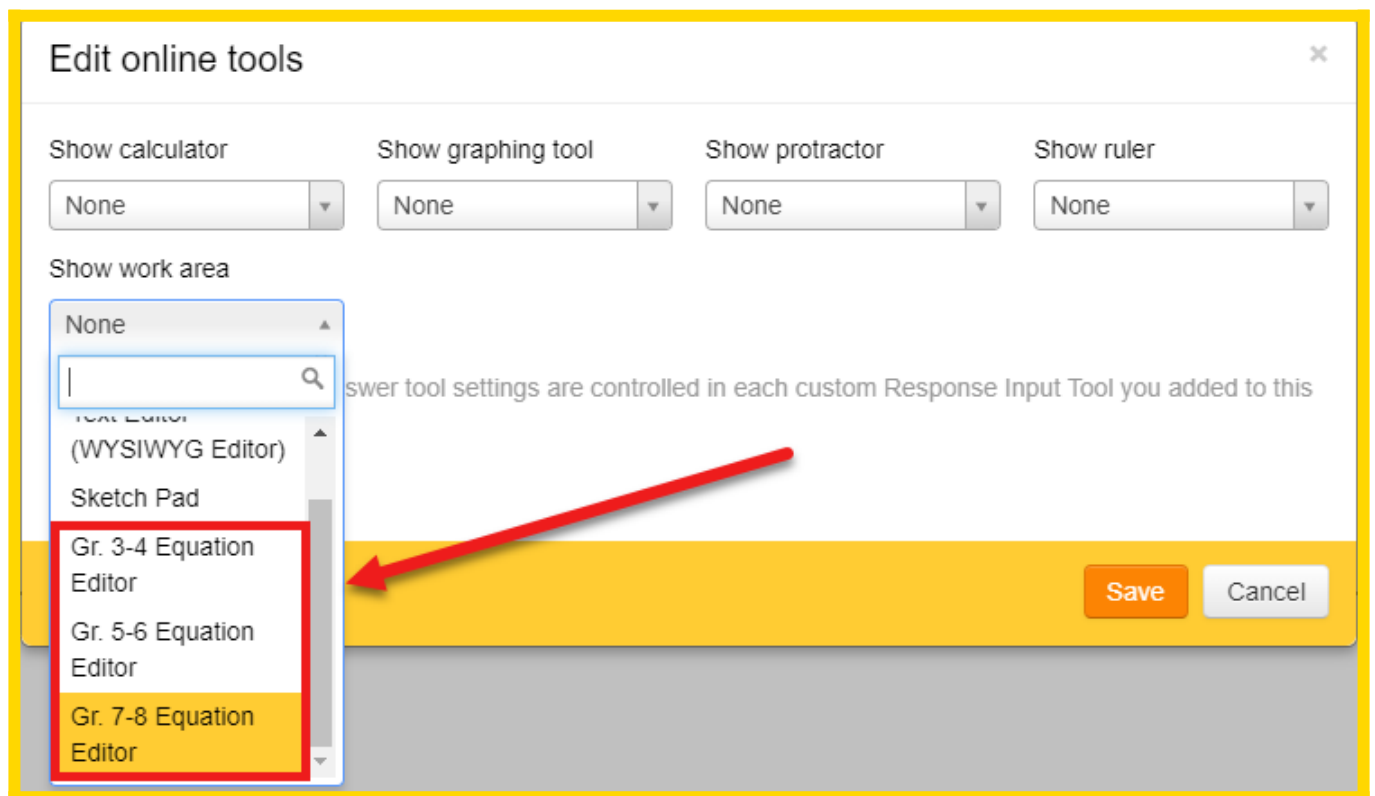 Edit online tools ×
Show calculator Show graphing tool Show protractor Show ruler
None None None None
Show work area
None
swer tool settings are controlled in each custom Response Input Tool you added to this
Text Editor
(WYSIWYG Editor)
Sketch Pad
Gr. 3-4 Equation
Editor
Gr. 5-6 Equation
Editor
Gr. 7-8 Equation
Editor
Save Cancel